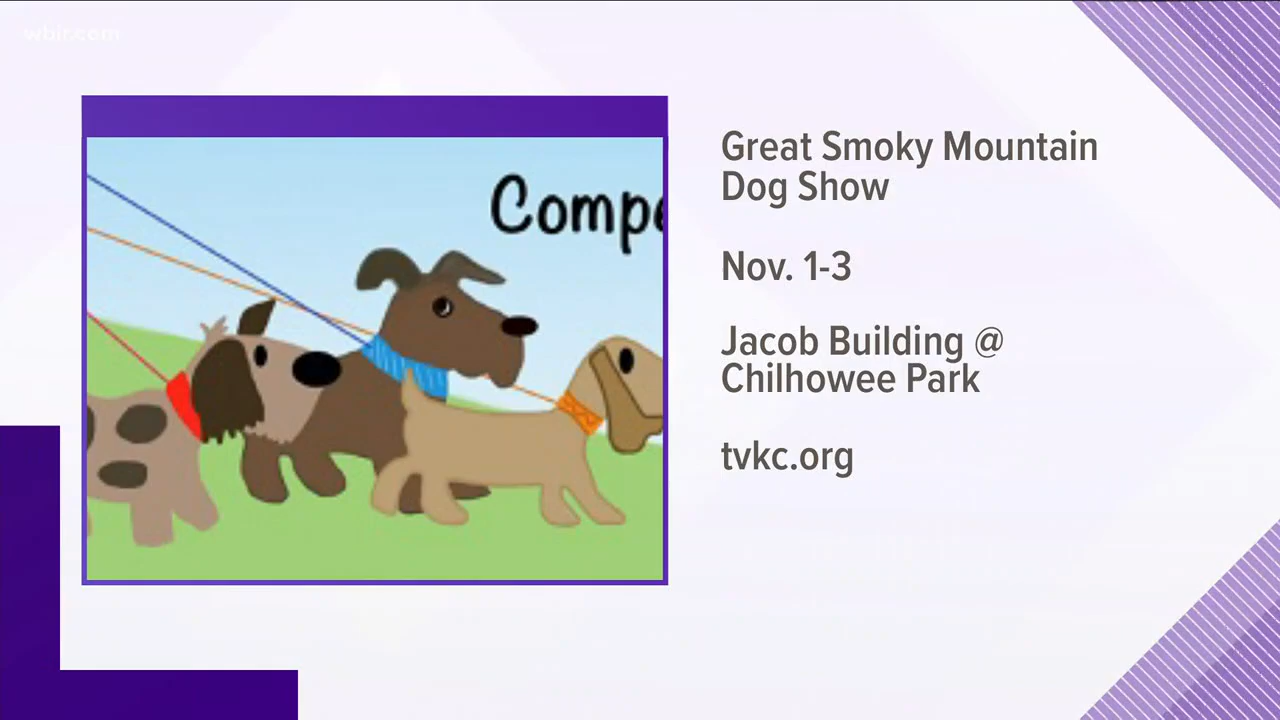 wbir.com
Compe
Great Smoky Mountain
Dog Show
Nov. 1-3
Jacob Building @
Chilhowee Park
tvkc.org